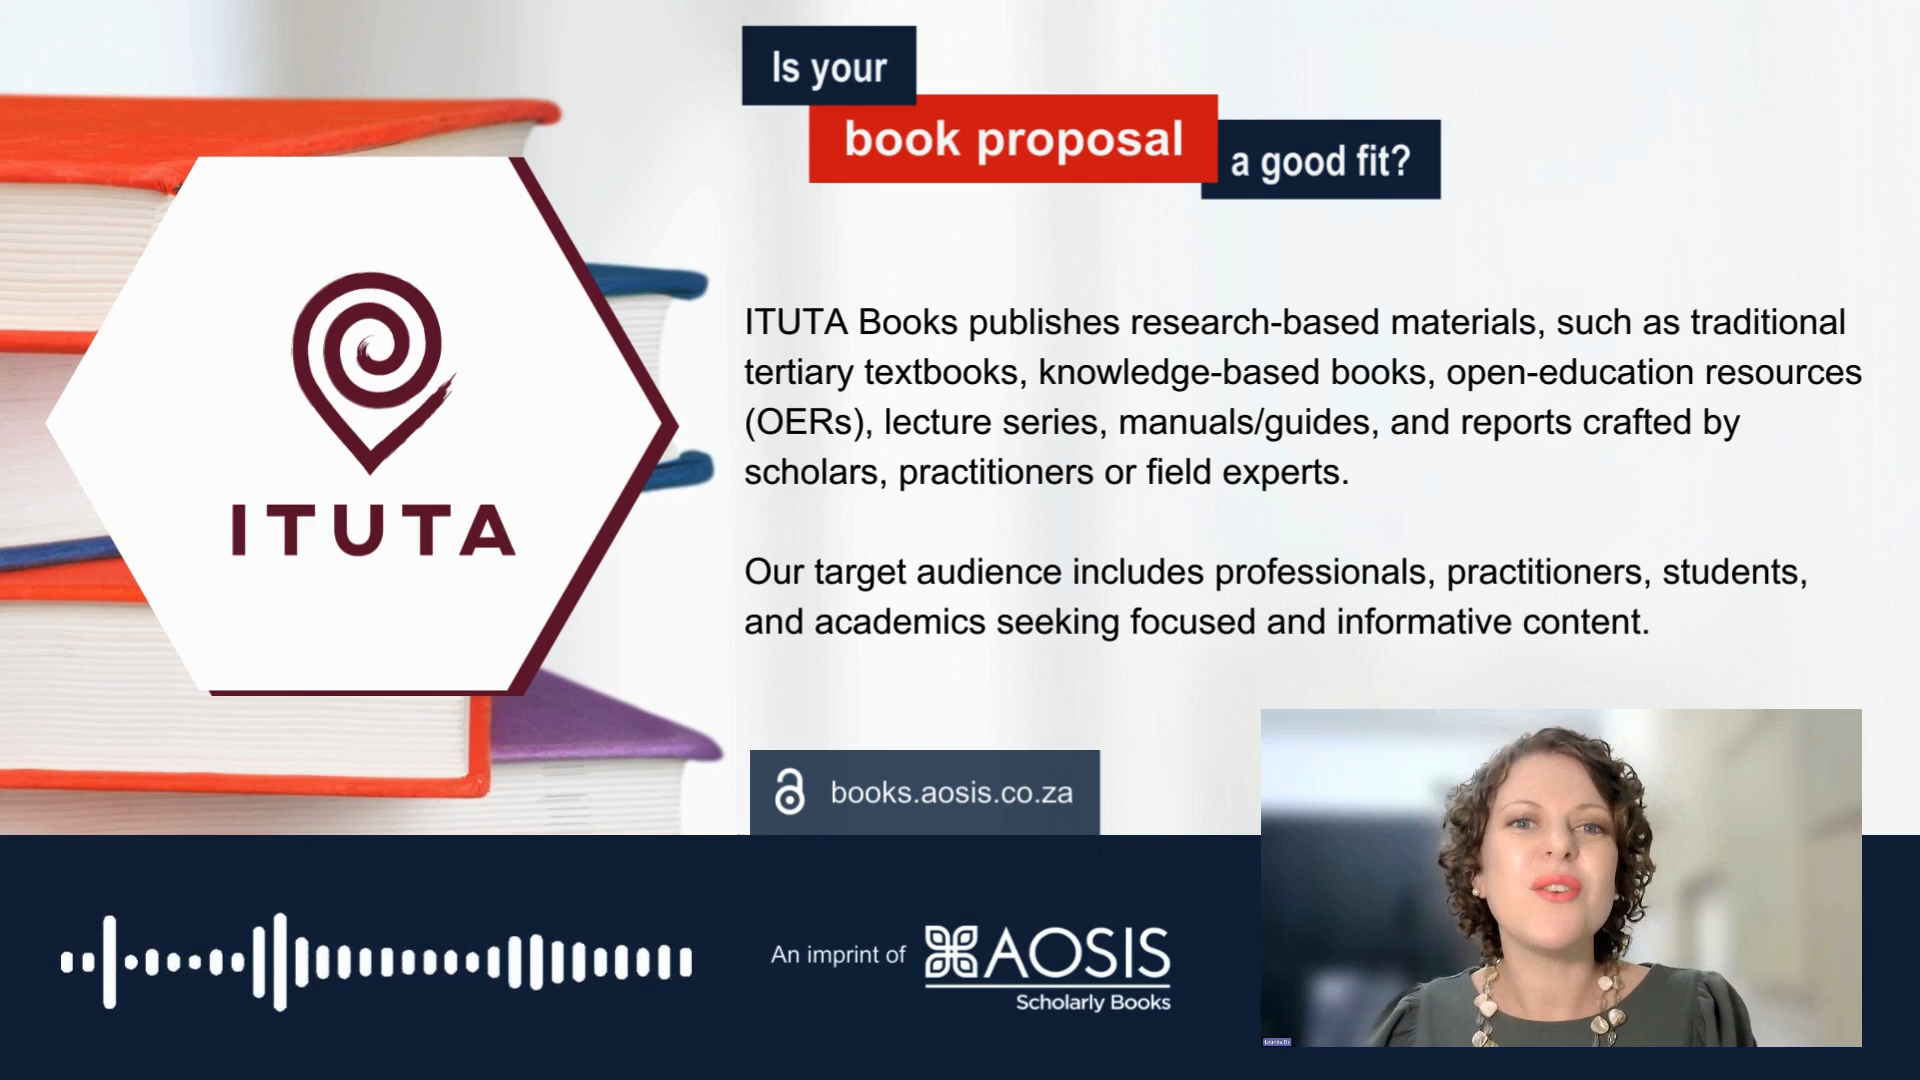 Is your
book proposal
a good fit?
ITUTA Books publishes research-based materials, such as traditional
tertiary textbooks, knowledge-based books, open-education resources
(OERs), lecture series, manuals/guides, and reports crafted by
scholars, practitioners or field experts.
Our target audience includes professionals, practitioners, students,
and academics seeking focused and informative content.
ITUTA
books.aosis.co.za
An imprint of
AOSIS
Scholarly Books